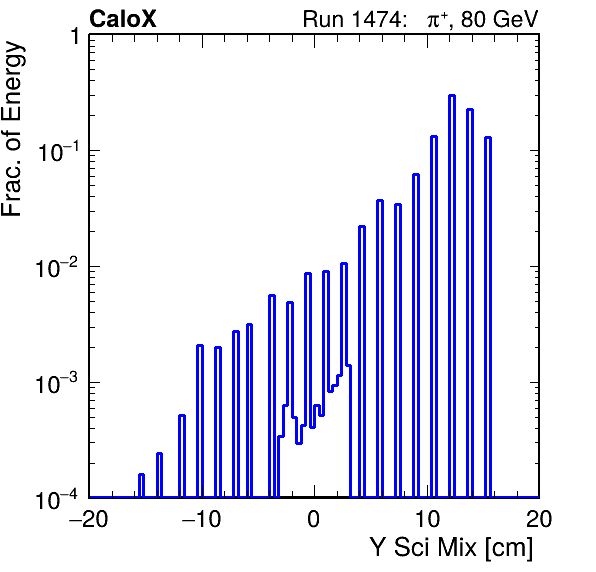 CaloX Run 1474: π⁺, 80 GeV
Frac. of Energy
1
10⁻¹
10⁻²
10⁻³
10⁻⁴
−20 −10 0 10 20
Y Sci Mix [cm]